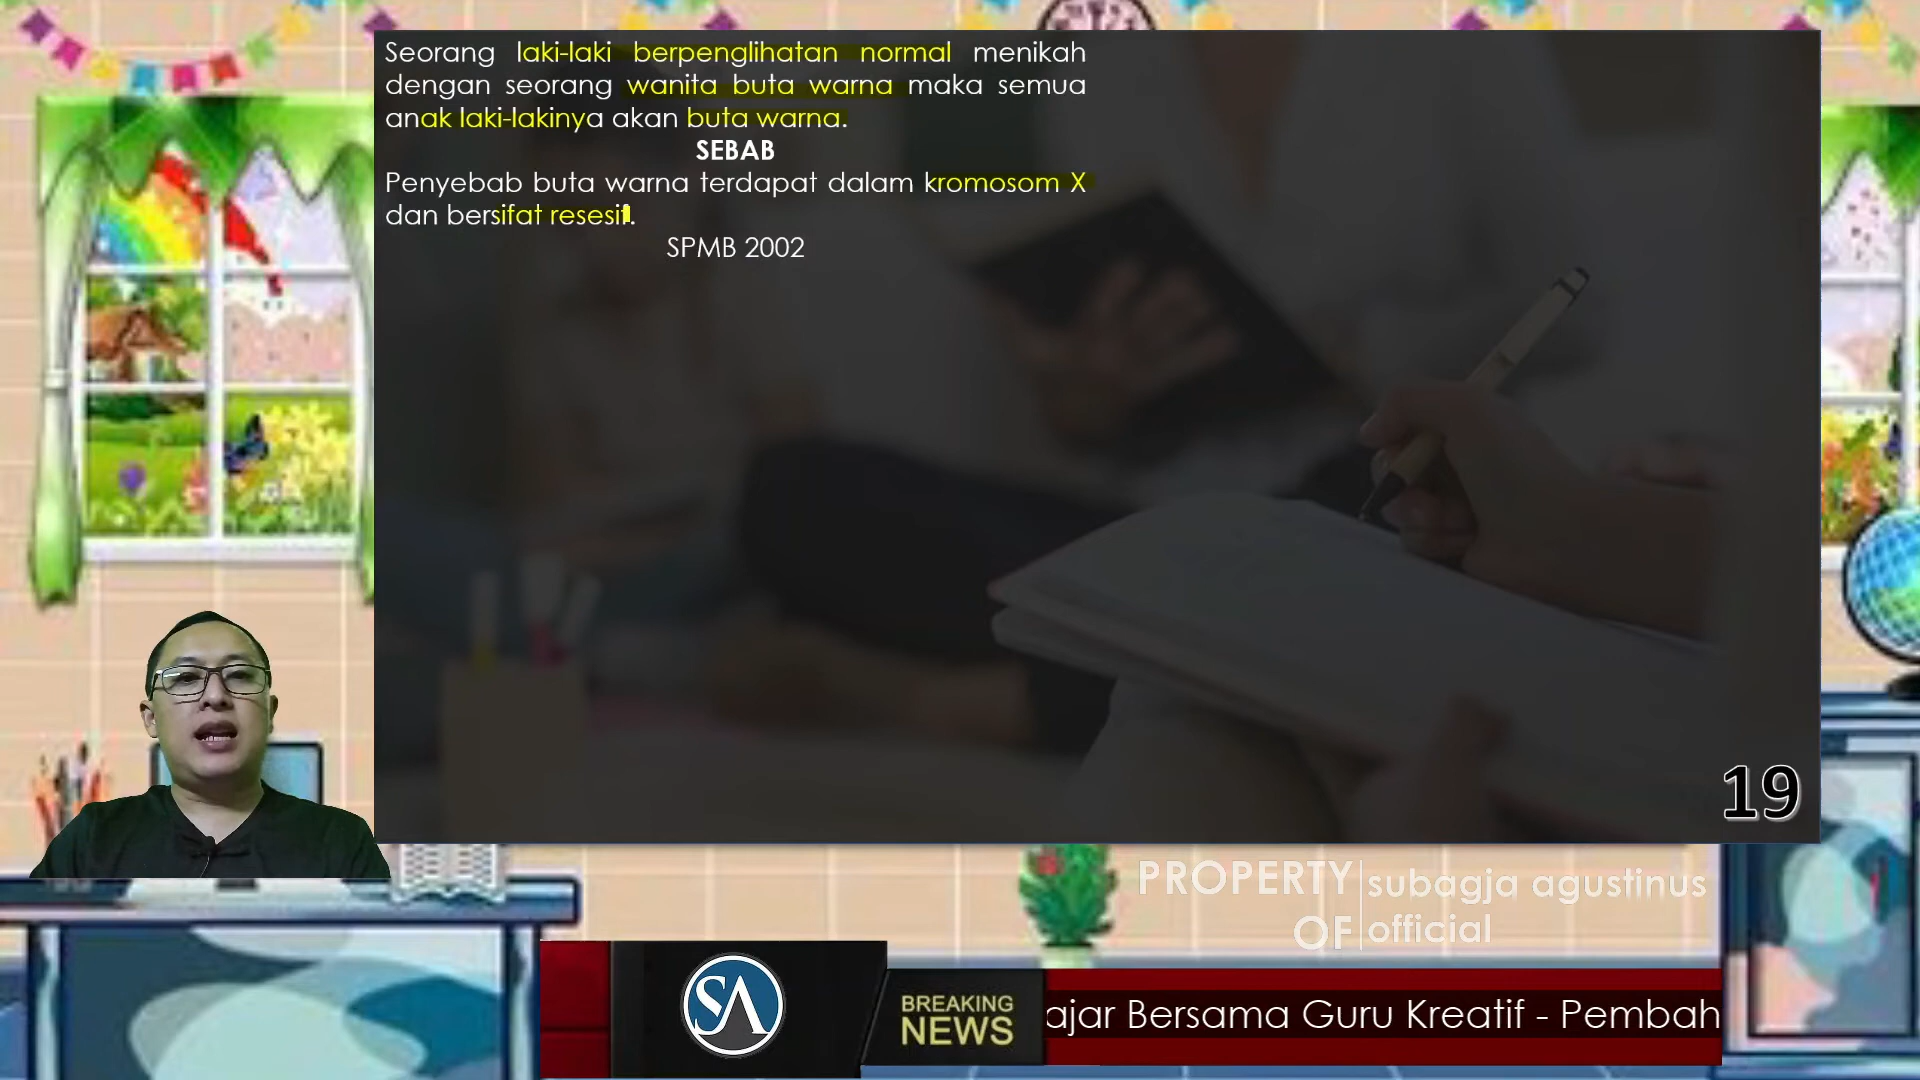 Seorang laki-laki berpenglihatan normal menikah
dengan seorang wanita buta warna maka semua
anak laki-lakinya akan buta warna.
SEBAB
Penyebab buta warna terdapat dalam kromosom X
dan bersifat resesif.
SPMB 2002
19
PROPERTY OF
subagja agustinus official
SA
BREAKING
NEWS
ajar Bersama Guru Kreatif - Pembah